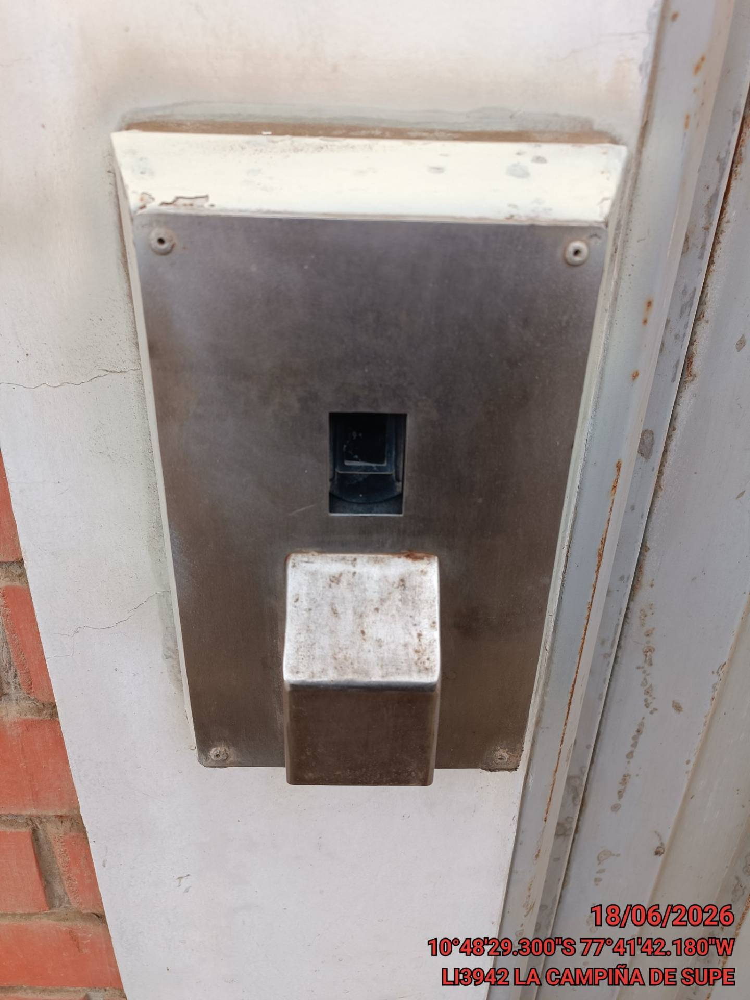 18/06/2026
10°48'29.300"S 77°41'42.180"W
LI3942 LA CAMPIÑA DE SUPE